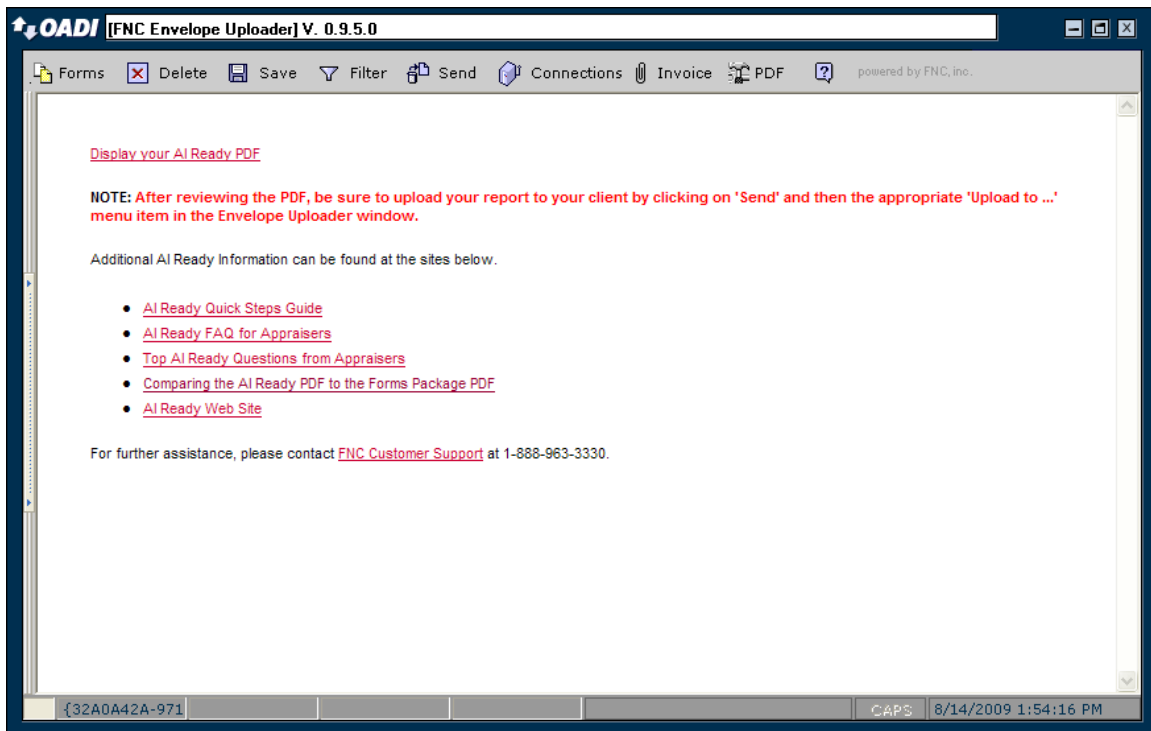 OADI [FNC Envelope Uploader] V. 0.9.5.0
Forms Delete Save Filter Send Connections Invoice PDF powered by FNC, inc.
Display your AI Ready PDF
NOTE: After reviewing the PDF, be sure to upload your report to your client by clicking on 'Send' and then the appropriate 'Upload to ...'
menu item in the Envelope Uploader window.
Additional AI Ready Information can be found at the sites below.
• AI Ready Quick Steps Guide
• AI Ready FAQ for Appraisers
• Top AI Ready Questions from Appraisers
• Comparing the AI Ready PDF to the Forms Package PDF
• AI Ready Web Site
For further assistance, please contact FNC Customer Support at 1-888-963-3330.
{32A0A42A-971 CAPS 8/14/2009 1:54:16 PM